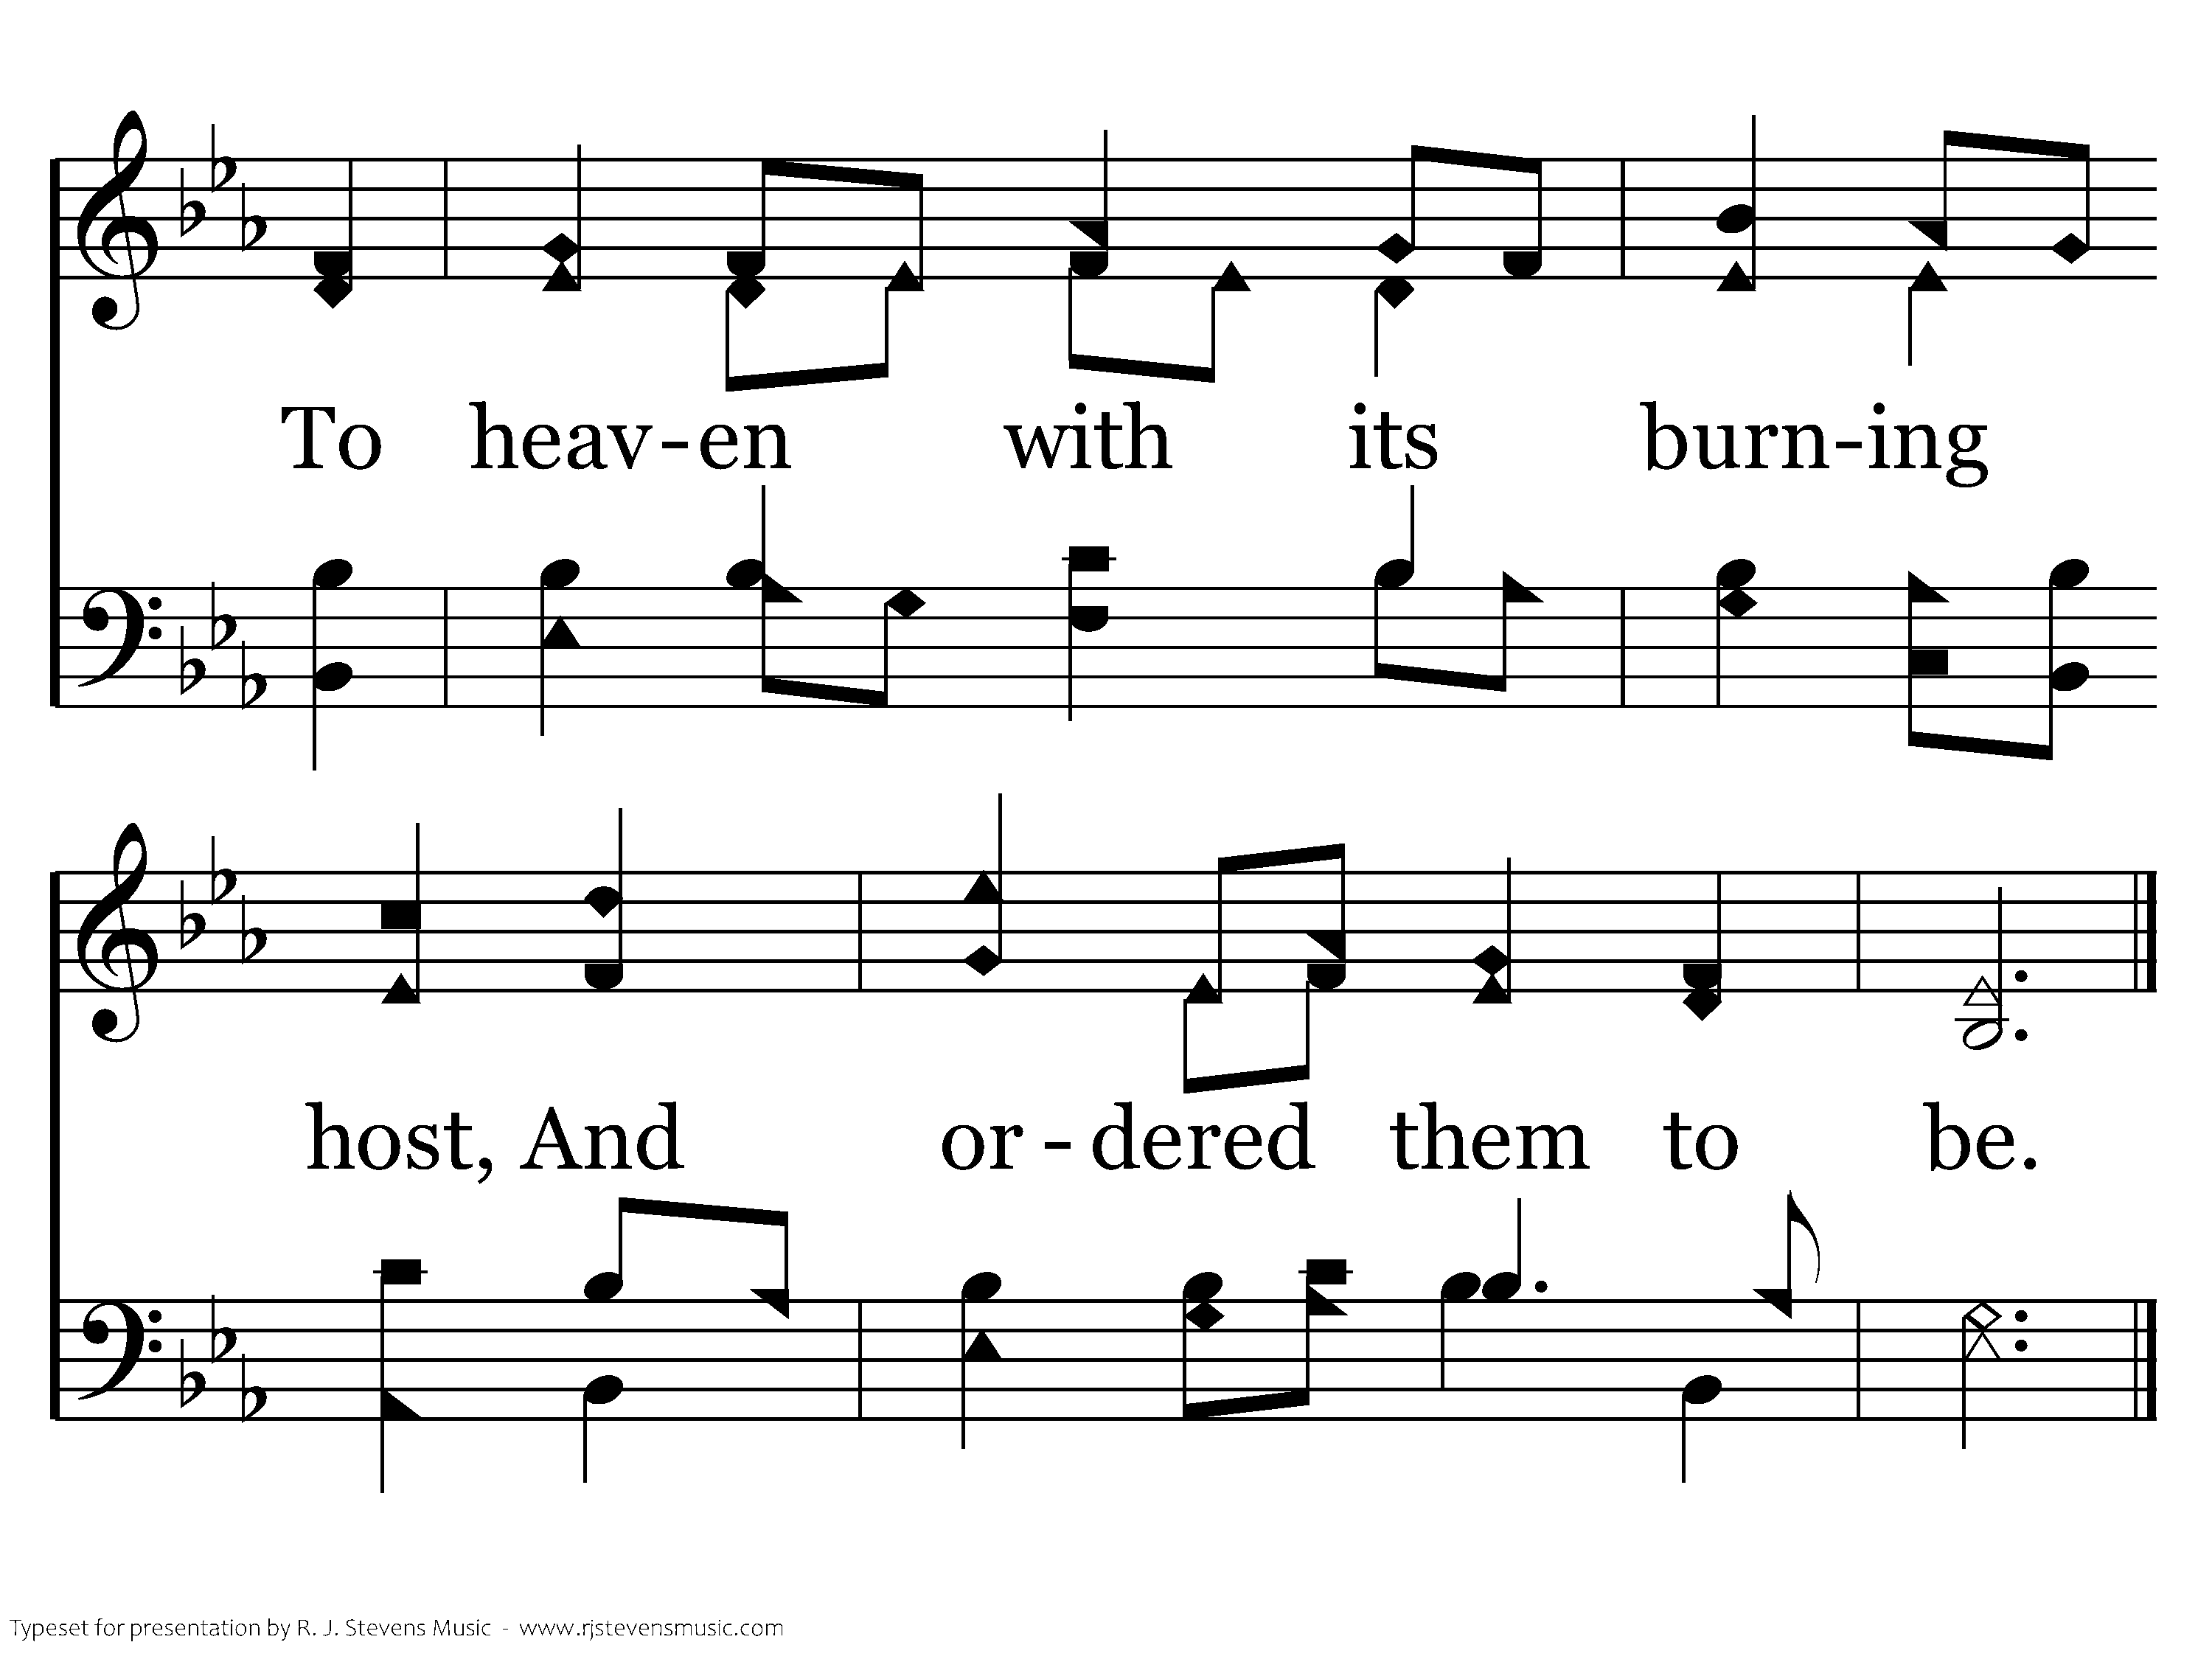 To heav-en with its burn-ing
host, And or-dered them to be.
Typeset for presentation by R. J. Stevens Music - www.rjstevensmusic.com